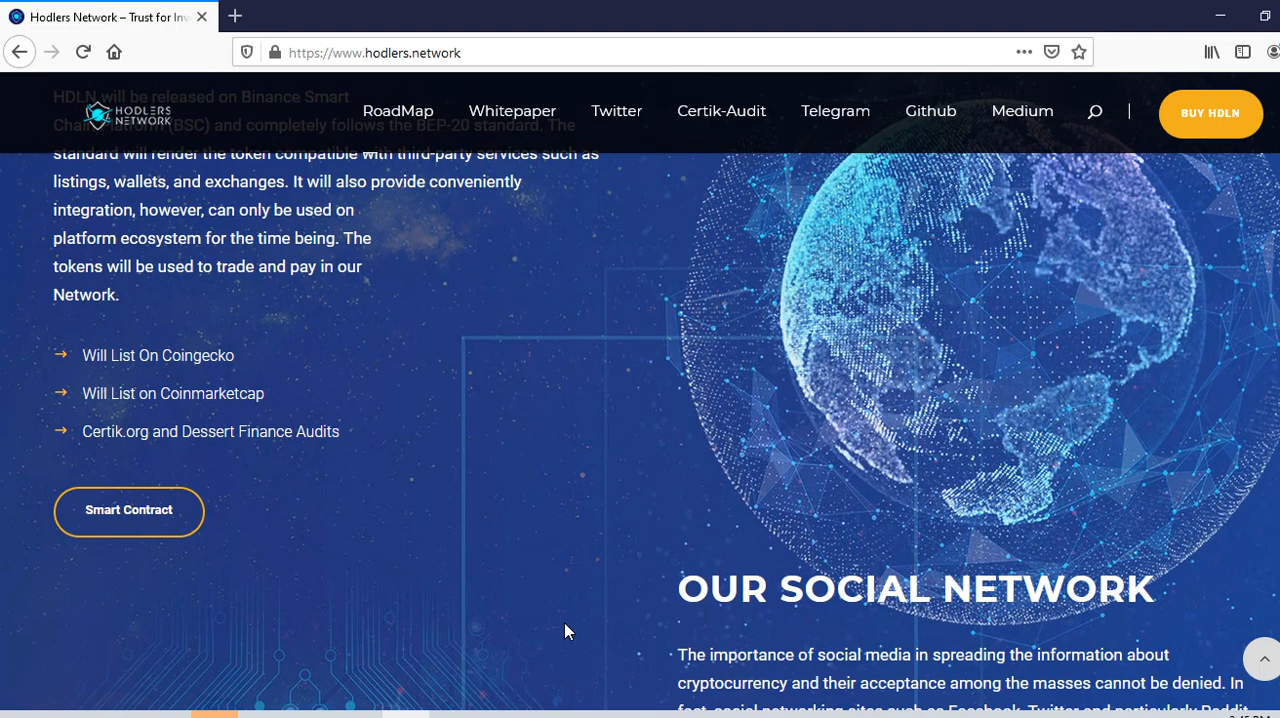 Hodlers Network – Trust for Inv
https://www.hodlers.network
HODLERS
NETWORK
RoadMap
Whitepaper
Twitter
Certik-Audit
Telegram
Github
Medium
BUY HDLN
HDLN will be released on Binance Smart
Chain (BSC) and completely follows the BEP-20 standard. The
standard will render the token compatible with third-party services such as
listings, wallets, and exchanges. It will also provide conveniently
integration, however, can only be used on
platform ecosystem for the time being. The
tokens will be used to trade and pay in our
Network.
Will List On Coingecko
Will List on Coinmarketcap
Certik.org and Dessert Finance Audits
Smart Contract
OUR SOCIAL NETWORK
The importance of social media in spreading the information about
cryptocurrency and their acceptance among the masses cannot be denied. In
fact, social networking sites such as Facebook, Twitter and particularly Reddit